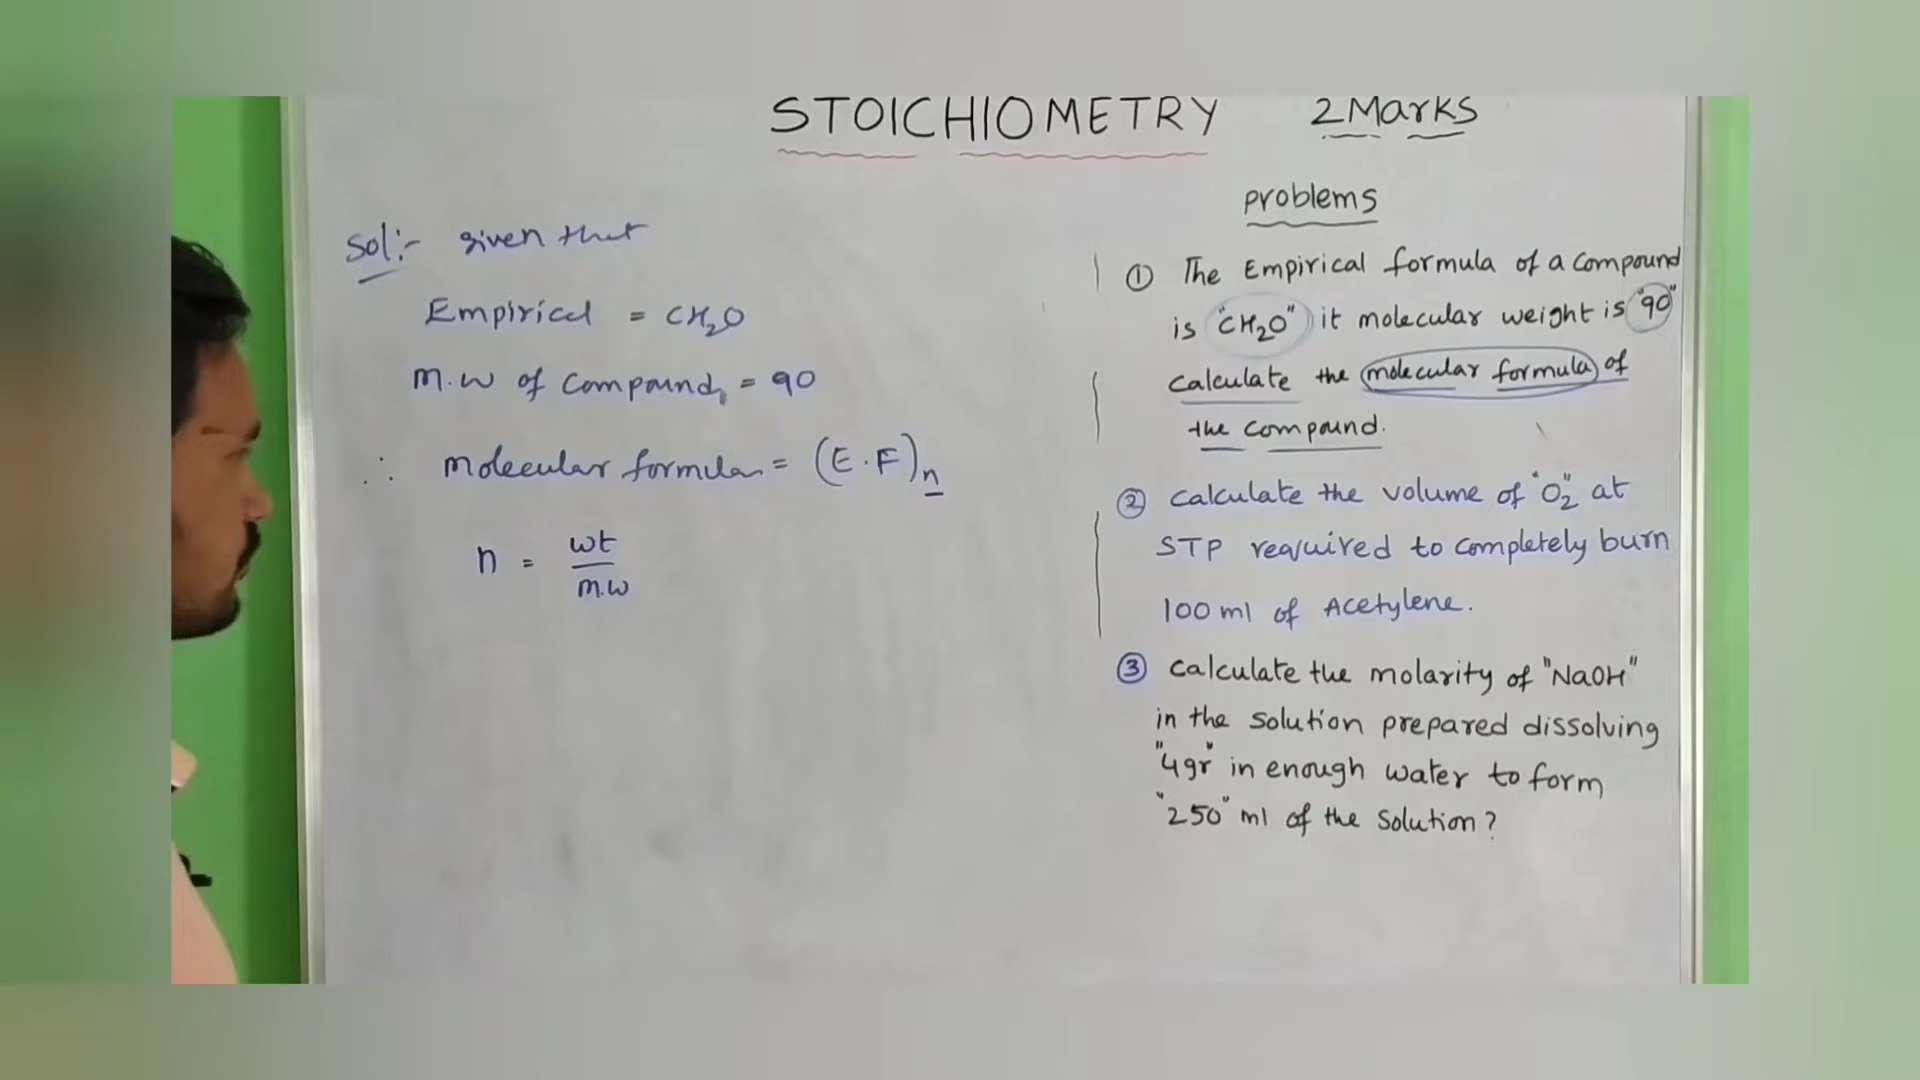 STOICHIOMETRY 2Marks
Sol:- given that
Empirical = CH₂O
M.W of Compound = 90
∴ molecular formula = (E.F)n
n = wt/m.w
problems
① The Empirical formula of a compound
is "CH₂O" it molecular weight is "90"
Calculate the molecular formula of
the compound.
② Calculate the volume of "O₂" at
STP required to completely burn
100 ml of Acetylene.
③ Calculate the molarity of "NaOH"
in the solution prepared dissolving
"4gr" in enough water to form
"250" ml of the solution?